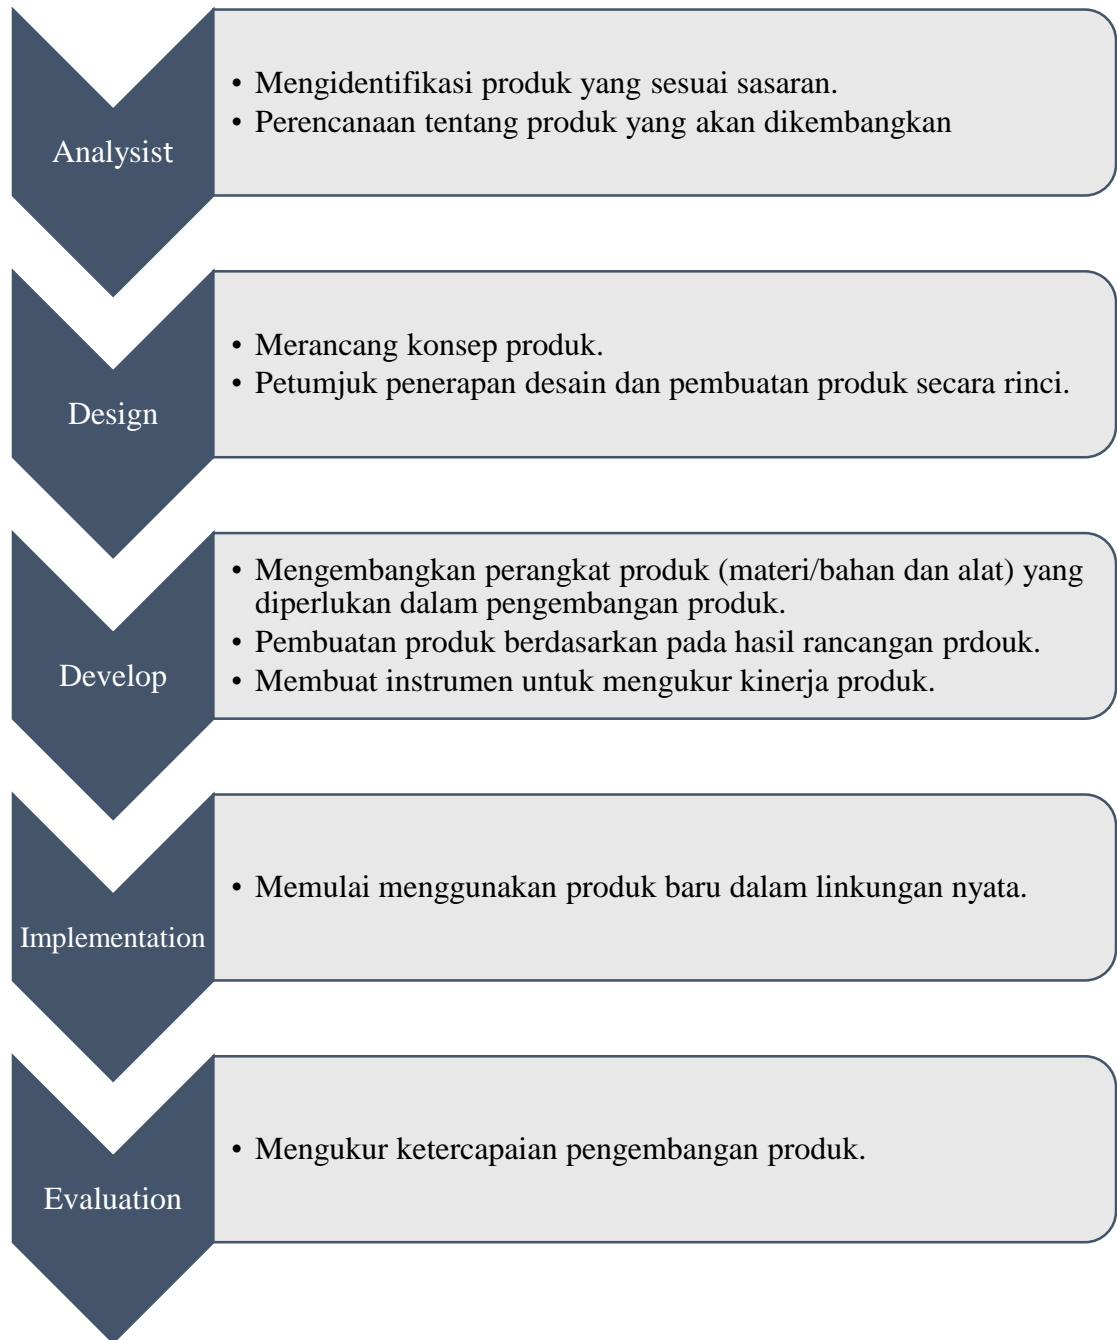 Analysist
• Mengidentifikasi produk yang sesuai sasaran.
• Perencanaan tentang produk yang akan dikembangkan
Design
• Merancang konsep produk.
• Petumjuk penerapan desain dan pembuatan produk secara rinci.
Develop
• Mengembangkan perangkat produk (materi/bahan dan alat) yang
diperlukan dalam pengembangan produk.
• Pembuatan produk berdasarkan pada hasil rancangan prdouk.
• Membuat instrumen untuk mengukur kinerja produk.
Implementation
• Memulai menggunakan produk baru dalam linkungan nyata.
Evaluation
• Mengukur ketercapaian pengembangan produk.